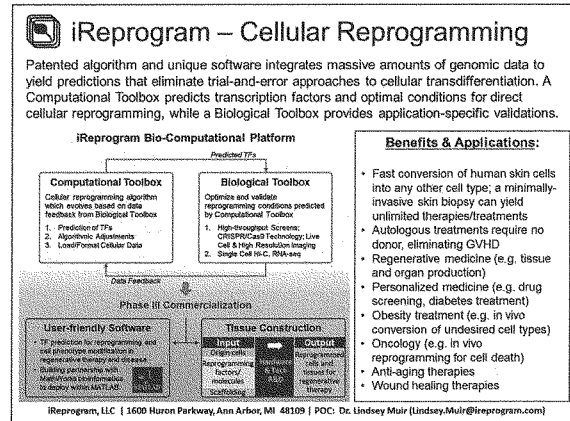 iReprogram – Cellular Reprogramming
Patented algorithm and unique software integrates massive amounts of genomic data to
yield predictions that eliminate trial-and-error approaches to cellular transdifferentiation. A
Computational Toolbox predicts transcription factors and optimal conditions for direct
cellular reprogramming, while a Biological Toolbox provides application-specific validations.
iReprogram Bio-Computational Platform
Predicted TFs
Computational Toolbox
Cellular reprogramming algorithm
which evolves based on data
feedback from Biological Toolbox
1. Prediction of TFs
2. Algorithmic Adjustments
3. Load/Format Cellular Data
Biological Toolbox
Optimize and validate
reprogramming conditions predicted
by Computational Toolbox
1. High-throughput Screens;
CRISPR/Cas9 Technology; Live
Cell & High Resolution Imaging
2. Single Cell Hi-C, RNA-seq
Data Feedback
Phase III Commercialization
User-friendly Software
• TF prediction for reprogramming and
cell phenotype modification in
regenerative therapy and disease
• Building partnership with
MathWorks bioinformatics
to deploy within MATLAB
Tissue Construction
Input
Origin cells
Reprogramming
factors/
molecules
Scaffolding
Hardware
& Tech
R&D
Output
Reprogrammed
cells and
tissues for
regenerative
therapy
Benefits & Applications:
• Fast conversion of human skin cells
into any other cell type; a minimally-
invasive skin biopsy can yield
unlimited therapies/treatments
• Autologous treatments require no
donor, eliminating GVHD
• Regenerative medicine (e.g. tissue
and organ production)
• Personalized medicine (e.g. drug
screening, diabetes treatment)
• Obesity treatment (e.g. in vivo
conversion of undesired cell types)
• Oncology (e.g. in vivo
reprogramming for cell death)
• Anti-aging therapies
• Wound healing therapies
iReprogram, LLC | 1600 Huron Parkway, Ann Arbor, MI 48109 | POC: Dr. Lindsey Muir (Lindsey.Muir@ireprogram.com)